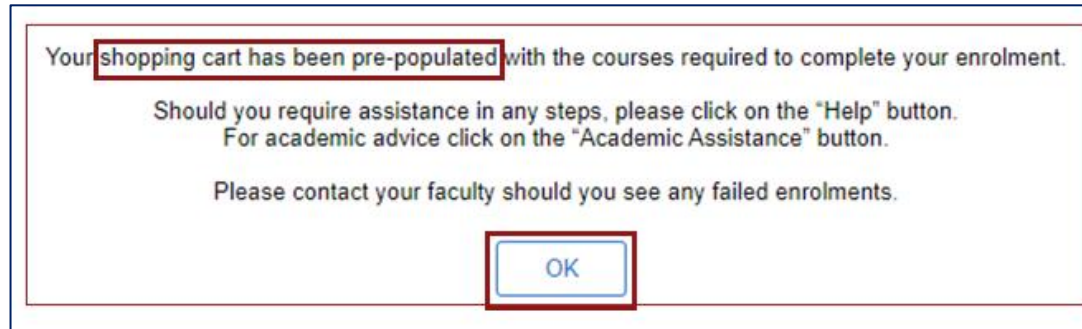 Your shopping cart has been pre-populated with the courses required to complete your enrolment.
Should you require assistance in any steps, please click on the “Help” button.
For academic advice click on the “Academic Assistance” button.
Please contact your faculty should you see any failed enrolments.
OK